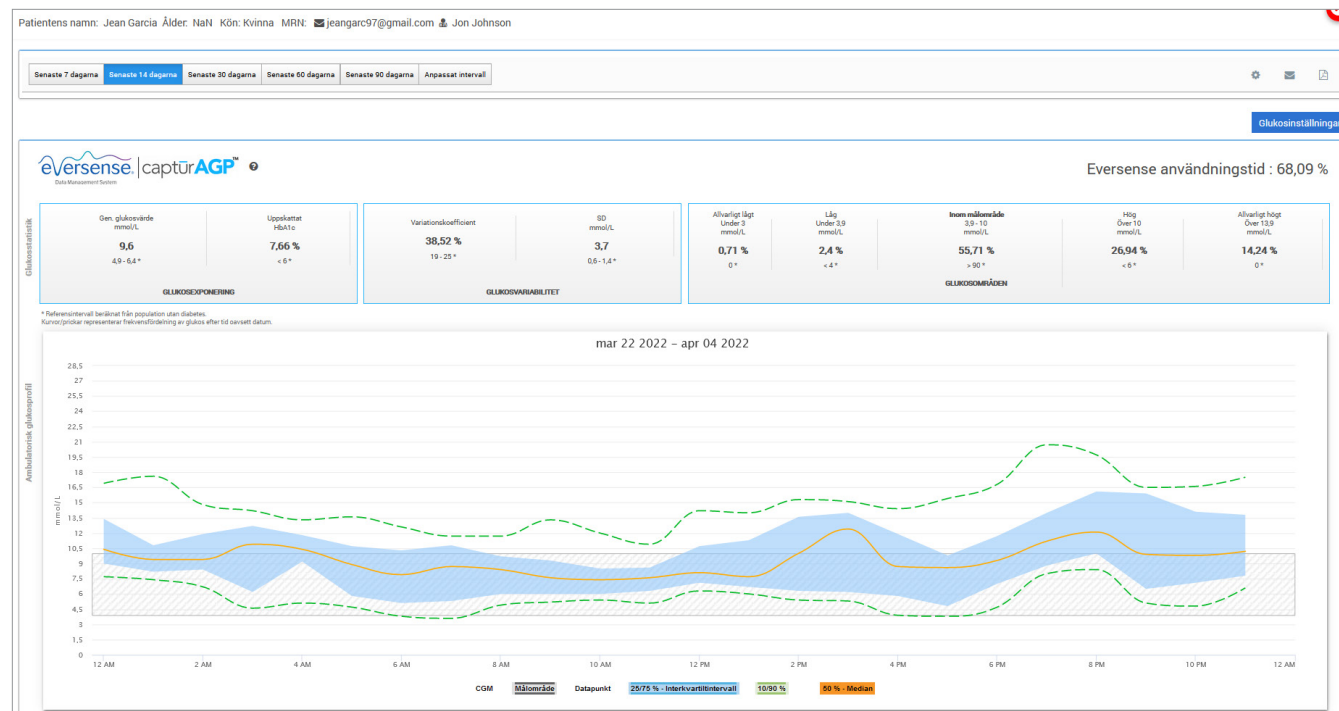 Patientens namn: Jean Garcia Ålder: NaN Kön: Kvinna MRN: jeangarc97@gmail.com Jon Johnson
Senaste 7 dagarna Senaste 14 dagarna Senaste 30 dagarna Senaste 60 dagarna Senaste 90 dagarna Anpassat intervall
Glukosinställningar
eversense. | captūrAGP™
Data Management System
Eversense användningstid : 68,09 %
Glukosstatistik
Gen. glukosvärde
mmol/L
9,6
4,9 - 6,4 *
Uppskattat
HbA1c
7,66 %
< 6 *
GLUKOSEXPONERING
Variationskoefficient
38,52 %
19 - 25 *
SD
mmol/L
3,7
0,6 - 1,4 *
GLUKOSVARIABILITET
Allvarligt lågt
Under 3
mmol/L
0,71 %
0 *
Låg
Under 3,9
mmol/L
2,4 %
< 4 *
Inom målområde
3,9 - 10
mmol/L
55,71 %
> 90 *
Hög
Över 10
mmol/L
26,94 %
< 6 *
Allvarligt högt
Över 13,9
mmol/L
14,24 %
0 *
GLUKOSOMRÅDEN
* Referensintervall beräknat från population utan diabetes.
Kurvor/prickar representerar frekvensfördelning av glukos efter tid oavsett datum.
Ambulatorisk glukosprofil
mar 22 2022 – apr 04 2022
mmol/L
28,5
27
25,5
24
22,5
21
19,5
18
16,5
15
13,5
12
10,5
9
7,5
6
4,5
3
1,5
0
12 AM 2 AM 4 AM 6 AM 8 AM 10 AM 12 PM 2 PM 4 PM 6 PM 8 PM 10 PM 12 AM
CGM Målområde Datapunkt 25/75 % - Interkvartiltintervall 10/90 % 50 % - Median